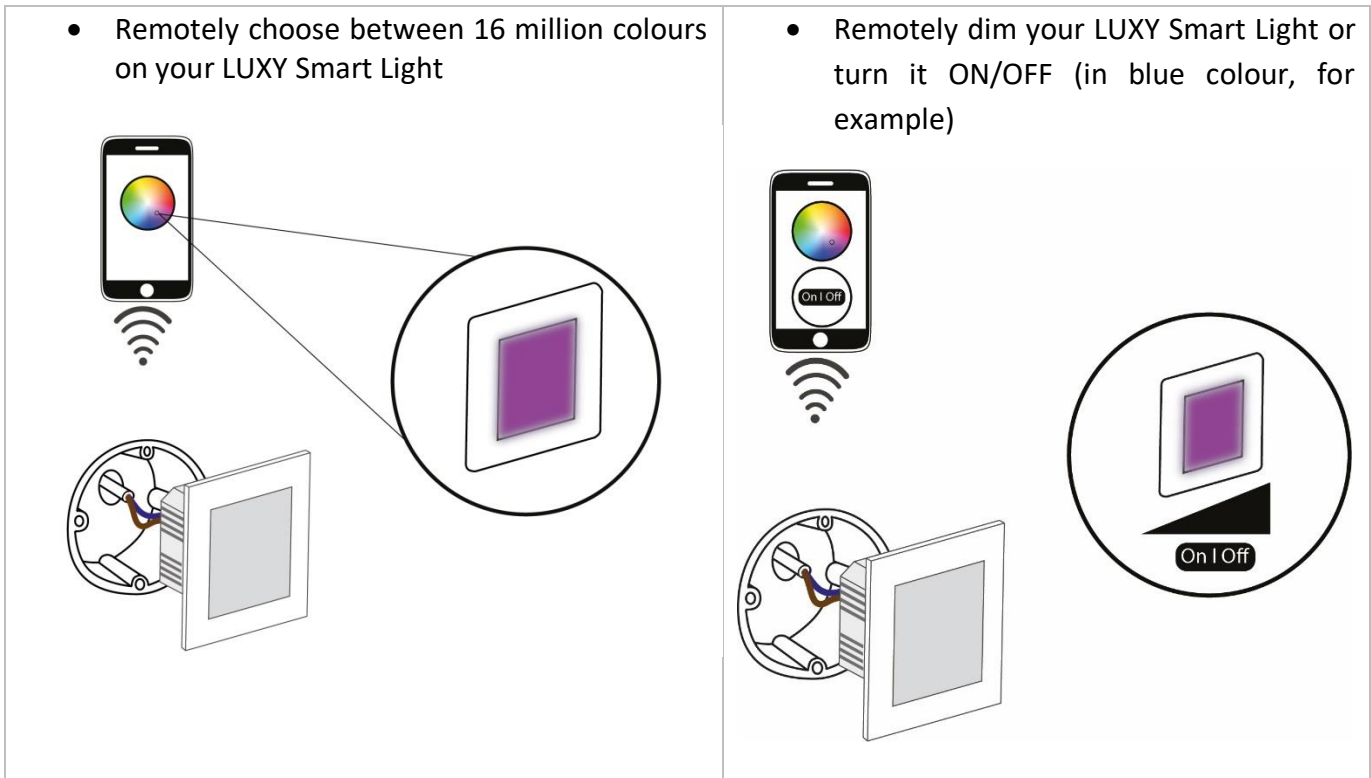 • Remotely choose between 16 million colours
on your LUXY Smart Light
• Remotely dim your LUXY Smart Light or
turn it ON/OFF (in blue colour, for
example)
On | Off
On | Off